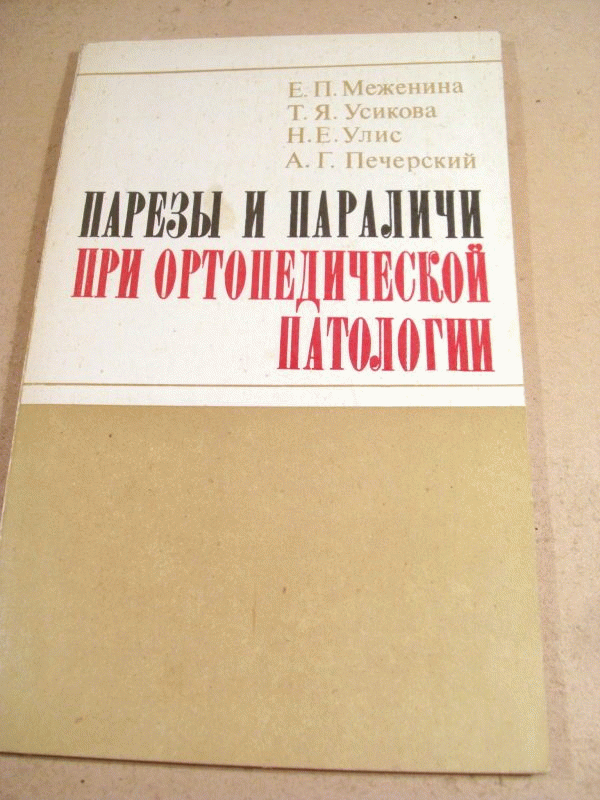 Е. П. Меженина
Т. Я. Усикова
Н. Е. Улис
А. Г. Печерский
ПАРЕЗЫ И ПАРАЛИЧИ
ПРИ ОРТОПЕДИЧЕСКОЙ
ПАТОЛОГИИ